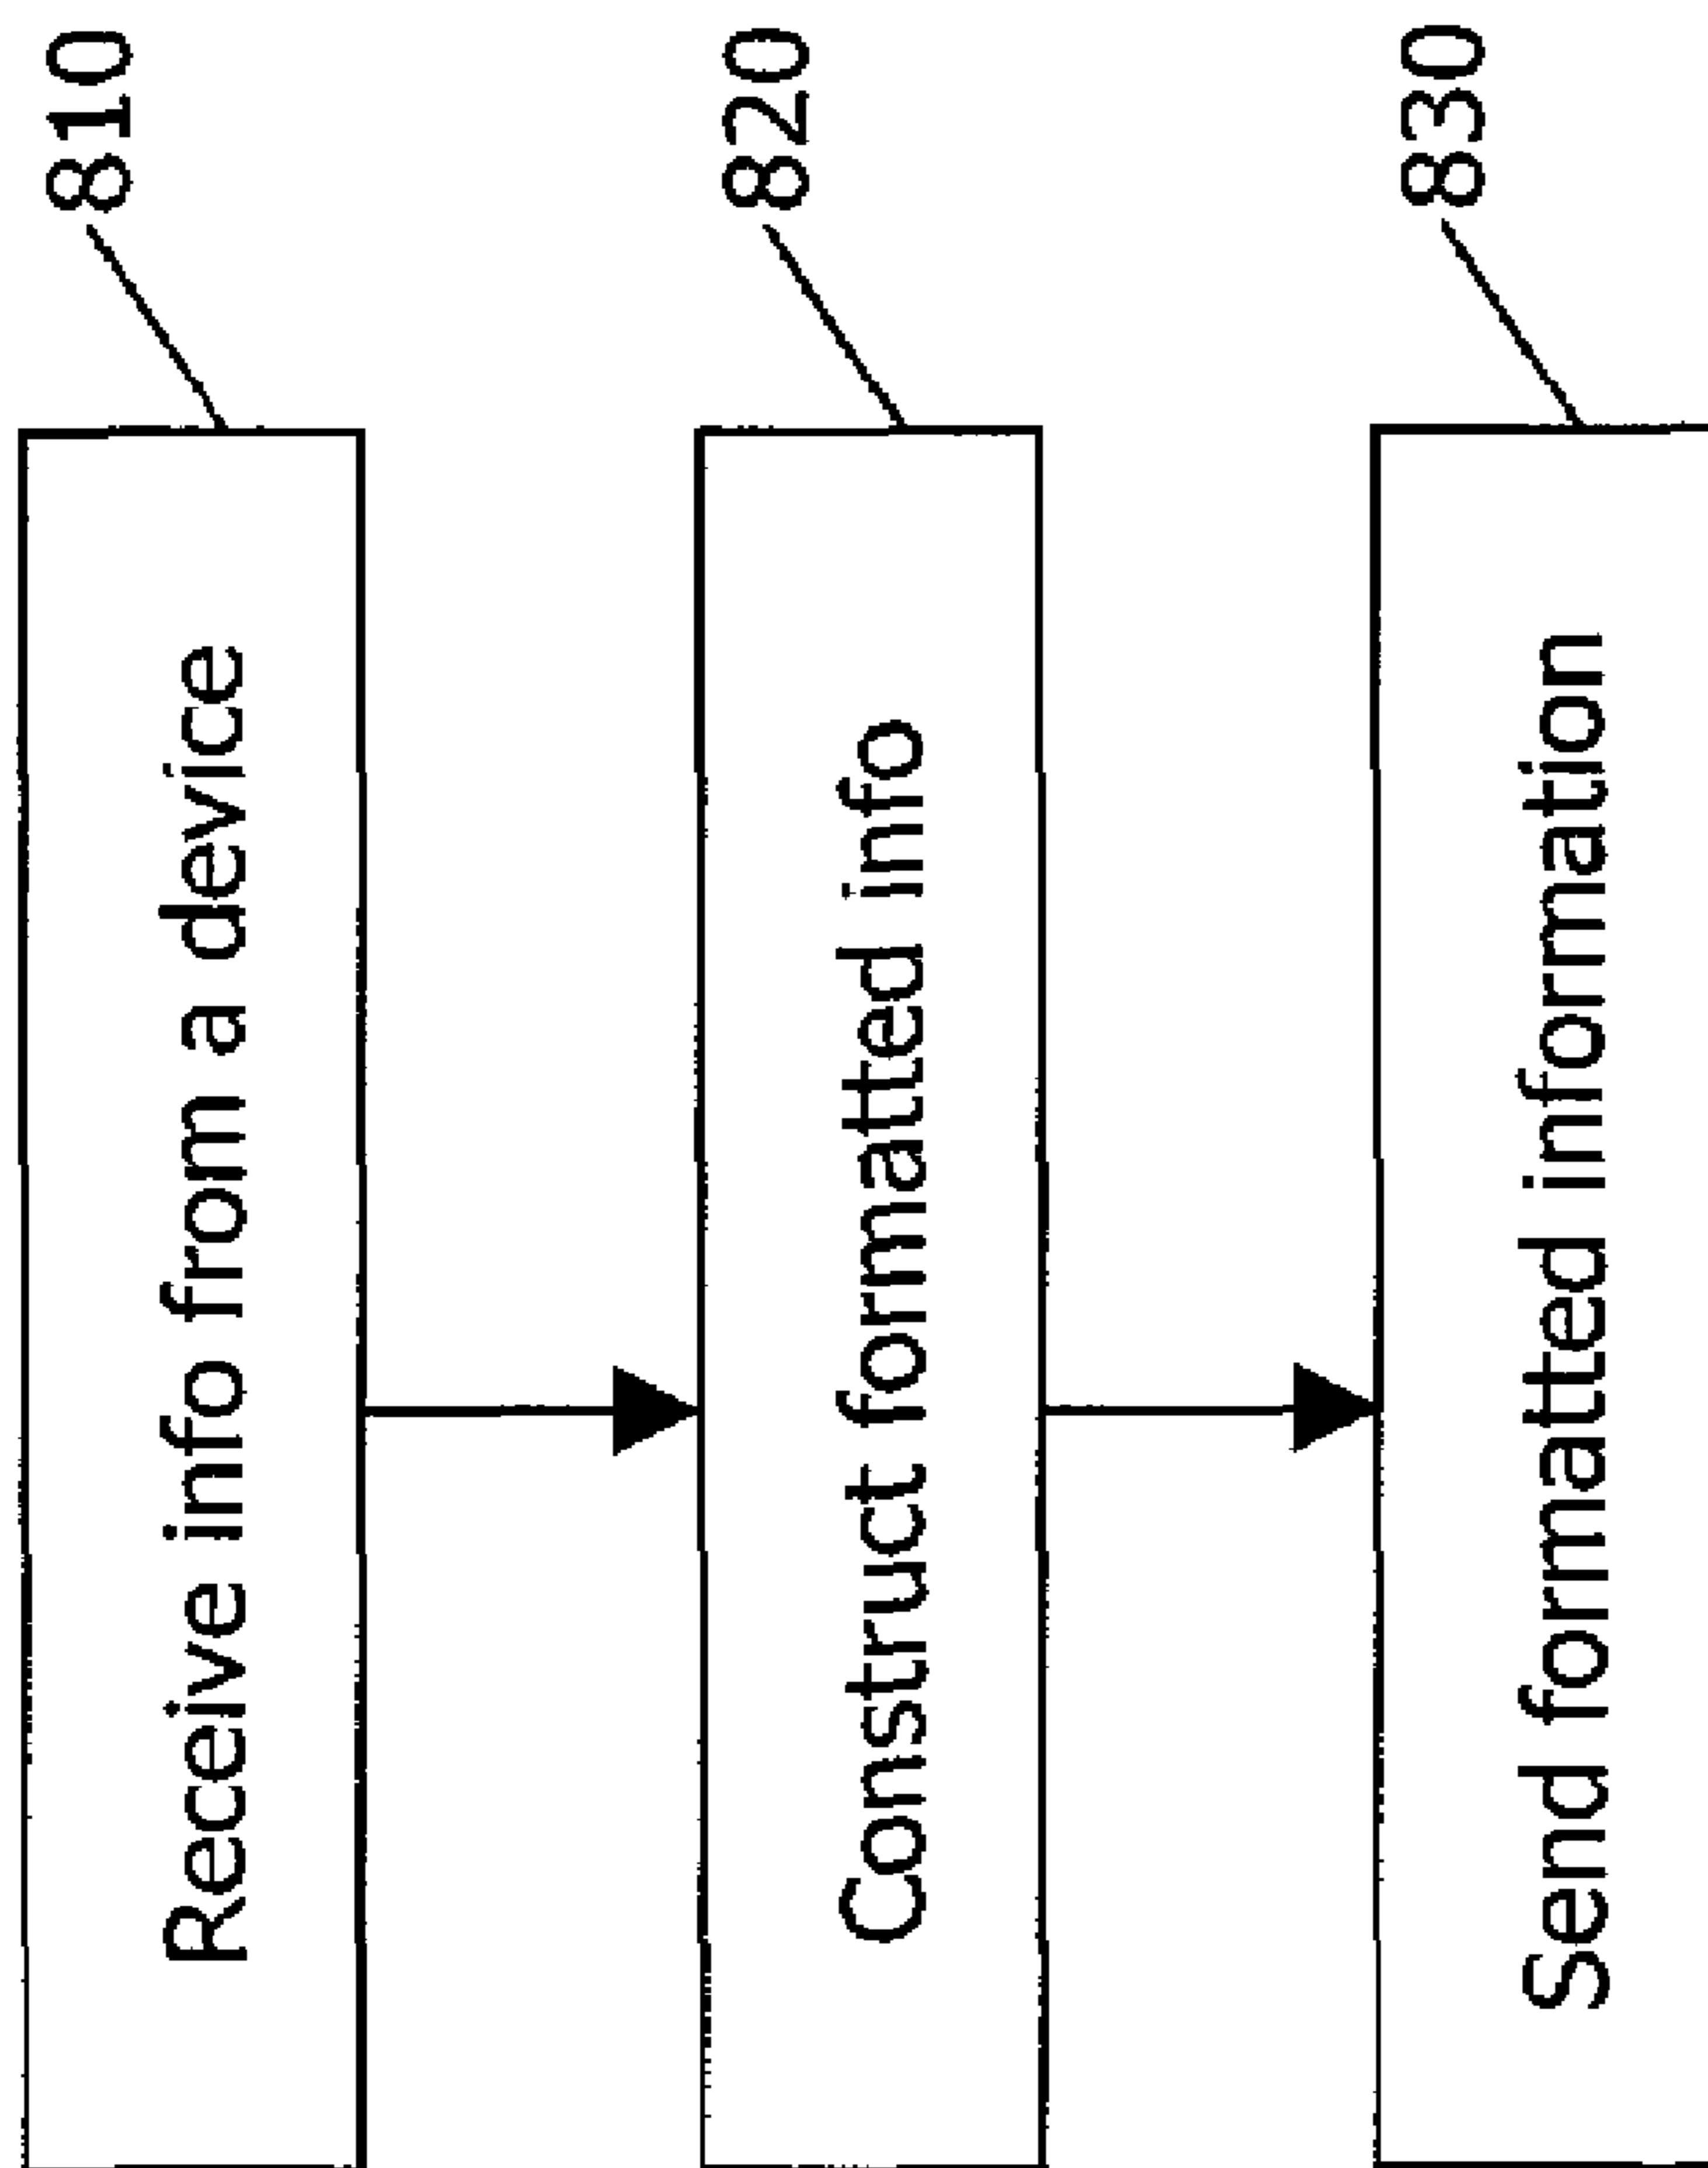 Receive info from a device
810
Construct formatted info
820
Send formatted information
830